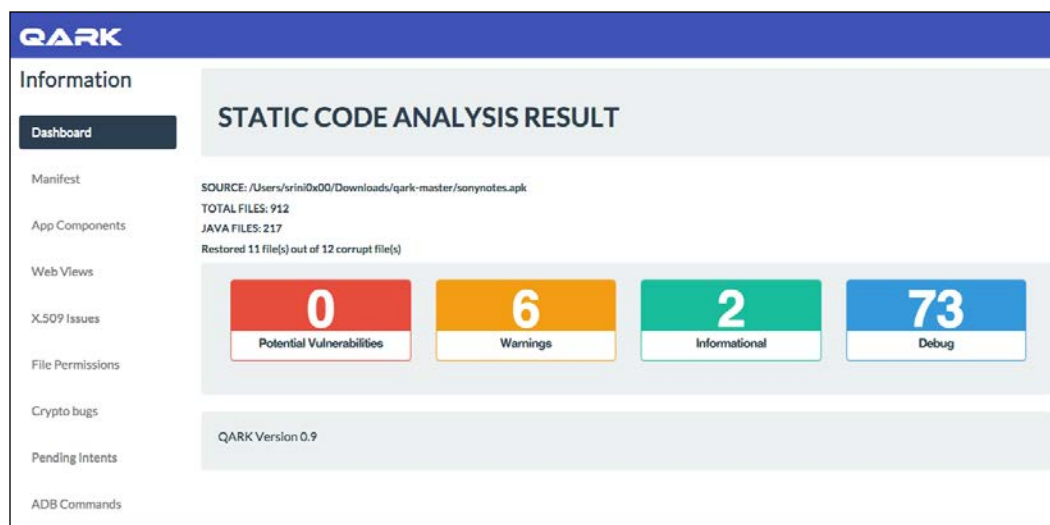 QARK
Information
Dashboard
Manifest
App Components
Web Views
X.509 Issues
File Permissions
Crypto bugs
Pending Intents
ADB Commands
STATIC CODE ANALYSIS RESULT
SOURCE: /Users/srini0x00/Downloads/qark-master/sonynotes.apk
TOTAL FILES: 912
JAVA FILES: 217
Restored 11 file(s) out of 12 corrupt file(s)
0
Potential Vulnerabilities
6
Warnings
2
Informational
73
Debug
QARK Version 0.9